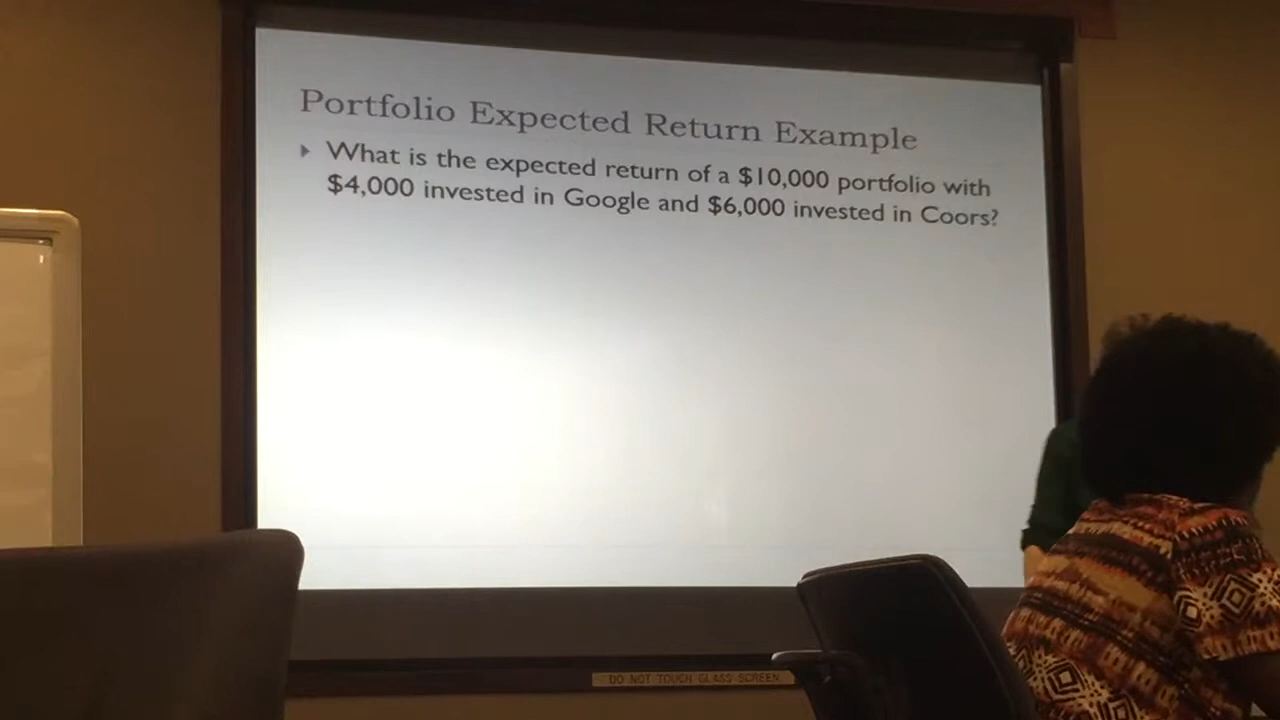 Portfolio Expected Return Example
What is the expected return of a $10,000 portfolio with
$4,000 invested in Google and $6,000 invested in Coors?
DO NOT TOUCH GLASS SCREEN